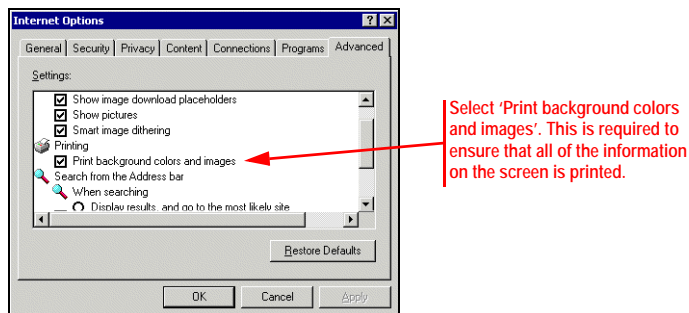 Internet Options
General Security Privacy Content Connections Programs Advanced
Settings:
Show image download placeholders
Show pictures
Smart image dithering
Printing
Print background colors and images
Search from the Address bar
When searching
Display results, and go to the most likely site
Restore Defaults
OK Cancel Apply
Select ‘Print background colors
and images’. This is required to
ensure that all of the information
on the screen is printed.